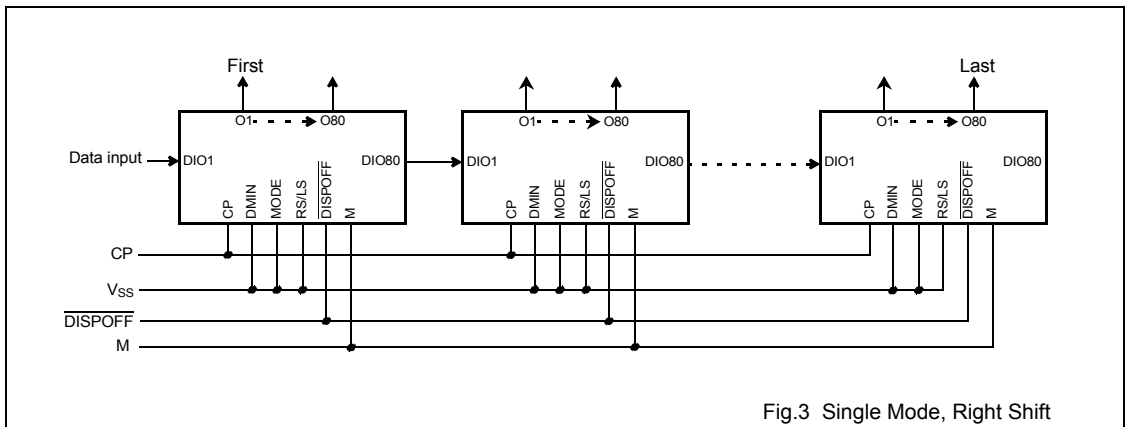 First
Last
O1 O80
O1 O80
O1 O80
Data input
DIO1
DIO80
DIO1
DIO80
DIO1
DIO80
CP
DMIN
MODE
RS/LS
DISPOFF
M
CP
DMIN
MODE
RS/LS
DISPOFF
M
CP
DMIN
MODE
RS/LS
DISPOFF
M
CP
VSS
DISPOFF
M
Fig.3 Single Mode, Right Shift